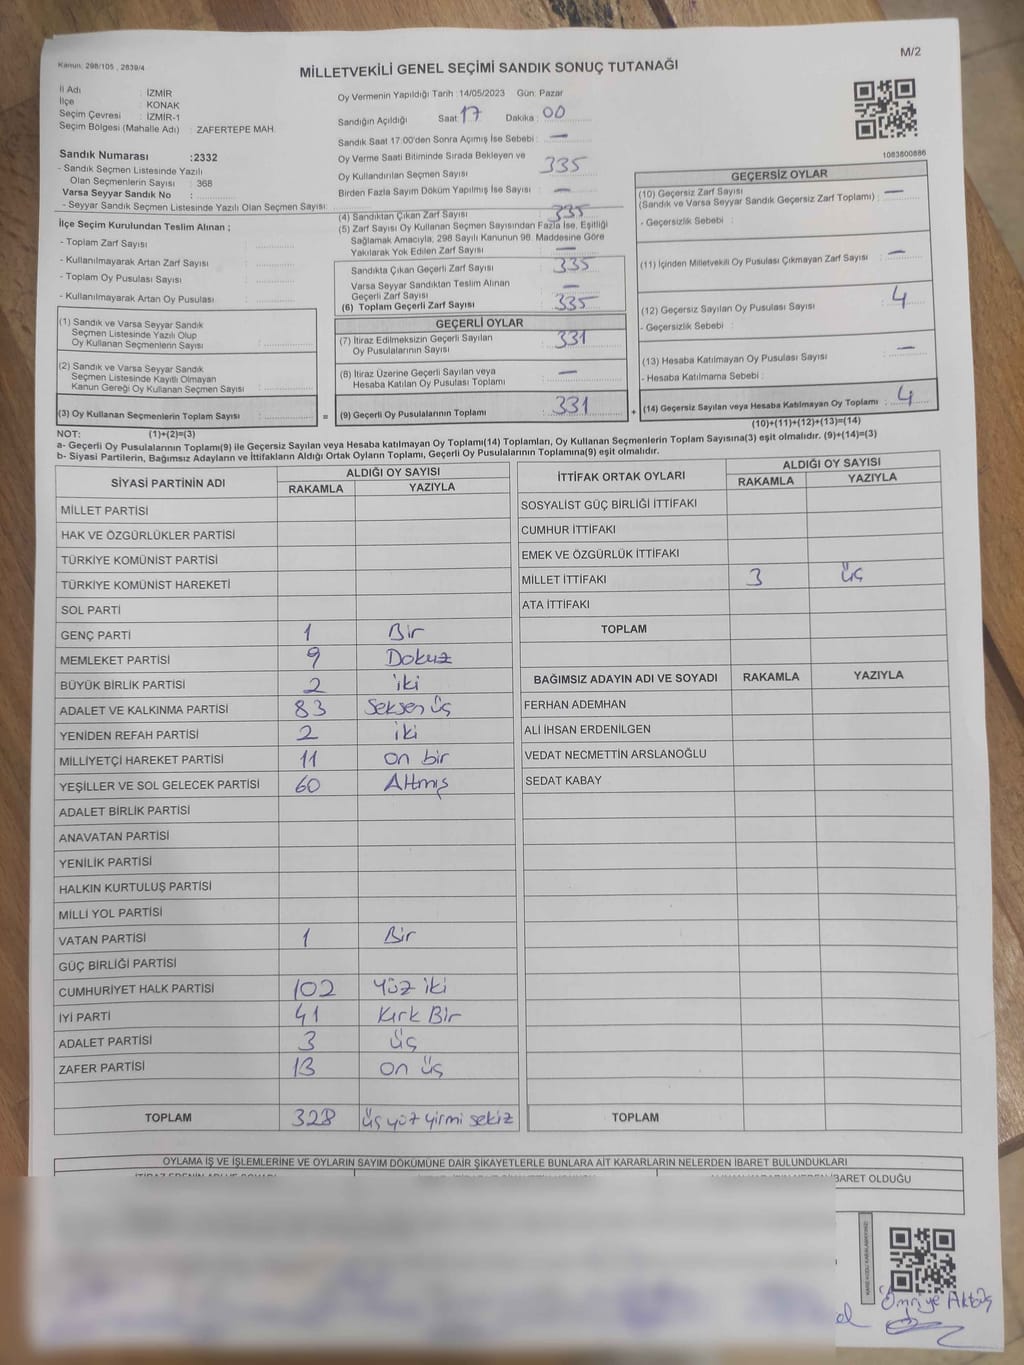 M/2
Kanun: 298/105 , 2839/4
MİLLETVEKİLİ GENEL SEÇİMİ SANDIK SONUÇ TUTANAĞI
İl Adı : İZMİR
İlçe : KONAK
Seçim Çevresi : İZMİR-1
Seçim Bölgesi (Mahalle Adı) : ZAFERTEPE MAH.
Sandık Numarası :2332
- Sandık Seçmen Listesinde Yazılı
Olan Seçmenlerin Sayısı : 368
Varsa Seyyar Sandık No :
- Seyyar Sandık Seçmen Listesinde Yazılı Olan Seçmen Sayısı :
Oy Vermenin Yapıldığı Tarih :14/05/2023 Gün: Pazar
Sandığın Açıldığı Saat : 17 Dakika : 00
Sandık Saat 17:00'den Sonra Açımış İse Sebebi : —
Oy Verme Saati Bitiminde Sırada Bekleyen ve
Oy Kullandırılan Seçmen Sayısı : 335
Birden Fazla Sayım Döküm Yapılmış İse Sayısı : —
1083800886
İlçe Seçim Kurulundan Teslim Alınan ;
- Toplam Zarf Sayısı :
- Kullanılmayarak Artan Zarf Sayısı :
- Toplam Oy Pusulası Sayısı :
- Kullanılmayarak Artan Oy Pusulası :
(1) Sandık ve Varsa Seyyar Sandık
Seçmen Listesinde Yazılı Olup
Oy Kullanan Seçmenlerin Sayısı :
(2) Sandık ve Varsa Seyyar Sandık
Seçmen Listesinde Kayıtlı Olmayan
Kanun Gereği Oy Kullanan Seçmen Sayısı :
(3) Oy Kullanan Seçmenlerin Toplam Sayısı : =
(4) Sandıktan Çıkan Zarf Sayısı : 335
(5) Zarf Sayısı Oy Kullanan Seçmen Sayısından Fazla İse, Eşitliği
Sağlamak Amacıyla, 298 Sayılı Kanunun 98. Maddesine Göre
Yakılarak Yok Edilen Zarf Sayısı : —
Sandıkta Çıkan Geçerli Zarf Sayısı : 335
Varsa Seyyar Sandıktan Teslim Alınan
Geçerli Zarf Sayısı : —
(6) Toplam Geçerli Zarf Sayısı : 335
GEÇERLİ OYLAR
(7) İtiraz Edilmeksizin Geçerli Sayılan
Oy Pusulalarının Sayısı : 331
(8) İtiraz Üzerine Geçerli Sayılan veya
Hesaba Katılan Oy Pusulası Toplamı : —
(9) Geçerli Oy Pusulalarının Toplamı : 331 +
GEÇERSİZ OYLAR
(10) Geçersiz Zarf Sayısı
(Sandık ve Varsa Seyyar Sandık Geçersiz Zarf Toplamı) : —
- Geçersizlik Sebebi :
(11) İçinden Milletvekili Oy Pusulası Çıkmayan Zarf Sayısı : —
(12) Geçersiz Sayılan Oy Pusulası Sayısı : 4
- Geçersizlik Sebebi :
(13) Hesaba Katılmayan Oy Pusulası Sayısı : —
- Hesaba Katılmama Sebebi :
(14) Geçersiz Sayılan veya Hesaba Katılmayan Oy Toplamı : 4
(10)+(11)+(12)+(13)=(14)
NOT: (1)+(2)=(3)
a- Geçerli Oy Pusulalarının Toplamı(9) ile Geçersiz Sayılan veya Hesaba katılmayan Oy Toplamı(14) Toplamları, Oy Kullanan Seçmenlerin Toplam Sayısına(3) eşit olmalıdır. (9)+(14)=(3)
b- Siyasi Partilerin, Bağımsız Adayların ve İttifakların Aldığı Ortak Oyların Toplamı, Geçerli Oy Pusulalarının Toplamına(9) eşit olmalıdır.
SİYASİ PARTİNİN ADI ALDIĞI OY SAYISI
RAKAMLA YAZIYLA
MİLLET PARTİSİ
HAK VE ÖZGÜRLÜKLER PARTİSİ
TÜRKİYE KOMÜNİST PARTİSİ
TÜRKİYE KOMÜNİST HAREKETİ
SOL PARTİ
GENÇ PARTİ 1 Bir
MEMLEKET PARTİSİ 9 Dokuz
BÜYÜK BİRLİK PARTİSİ 2 iki
ADALET VE KALKINMA PARTİSİ 83 Seksen üç
YENİDEN REFAH PARTİSİ 2 iki
MİLLİYETÇİ HAREKET PARTİSİ 11 on bir
YEŞİLLER VE SOL GELECEK PARTİSİ 60 Altmış
ADALET BİRLİK PARTİSİ
ANAVATAN PARTİSİ
YENİLİK PARTİSİ
HALKIN KURTULUŞ PARTİSİ
MİLLİ YOL PARTİSİ
VATAN PARTİSİ 1 Bir
GÜÇ BİRLİĞİ PARTİSİ
CUMHURİYET HALK PARTİSİ 102 Yüz iki
İYİ PARTİ 41 Kırk Bir
ADALET PARTİSİ 3 üç
ZAFER PARTİSİ 13 on üç
TOPLAM 328 üç yüz yirmi sekiz
İTTİFAK ORTAK OYLARI ALDIĞI OY SAYISI
RAKAMLA YAZIYLA
SOSYALİST GÜÇ BİRLİĞİ İTTİFAKI
CUMHUR İTTİFAKI
EMEK VE ÖZGÜRLÜK İTTİFAKI
MİLLET İTTİFAKI 3 üç
ATA İTTİFAKI
TOPLAM
BAĞIMSIZ ADAYIN ADI VE SOYADI RAKAMLA YAZIYLA
FERHAN ADEMHAN
ALİ İHSAN ERDENİLGEN
VEDAT NECMETTİN ARSLANOĞLU
SEDAT KABAY
TOPLAM
OYLAMA İŞ VE İŞLEMLERİNE VE OYLARIN SAYIM DÖKÜMÜNE DAİR ŞİKAYETLERLE BUNLARA AİT KARARLARIN NELERDEN İBARET BULUNDUKLARI
İBARET OLDUĞU
Ümriye Aktaş